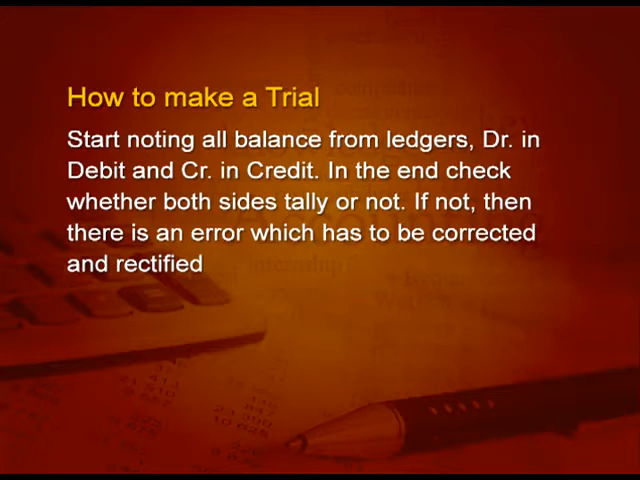 How to make a Trial
Start noting all balance from ledgers, Dr. in
Debit and Cr. in Credit. In the end check
whether both sides tally or not. If not, then
there is an error which has to be corrected
and rectified